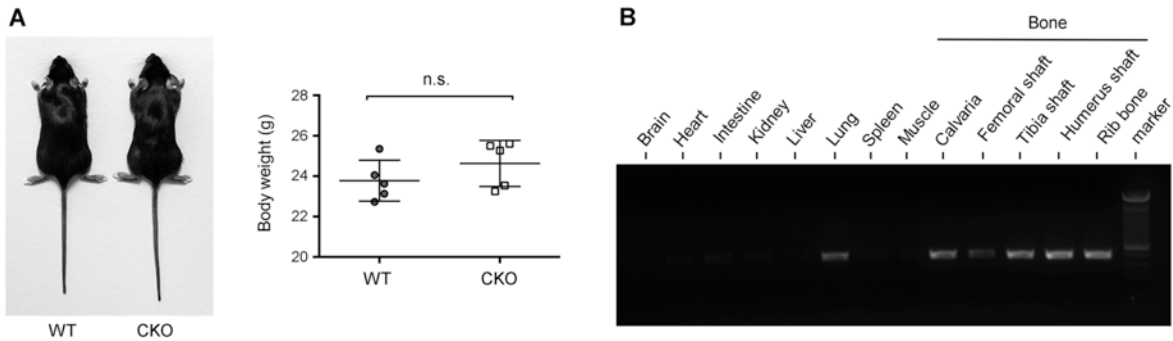 A
WT
CKO
Body weight (g)
28
26
24
22
20
n.s.
WT
CKO
B
Bone
Brain
Heart
Intestine
Kidney
Liver
Lung
Spleen
Muscle
Calvaria
Femoral shaft
Tibia shaft
Humerus shaft
Rib bone
marker